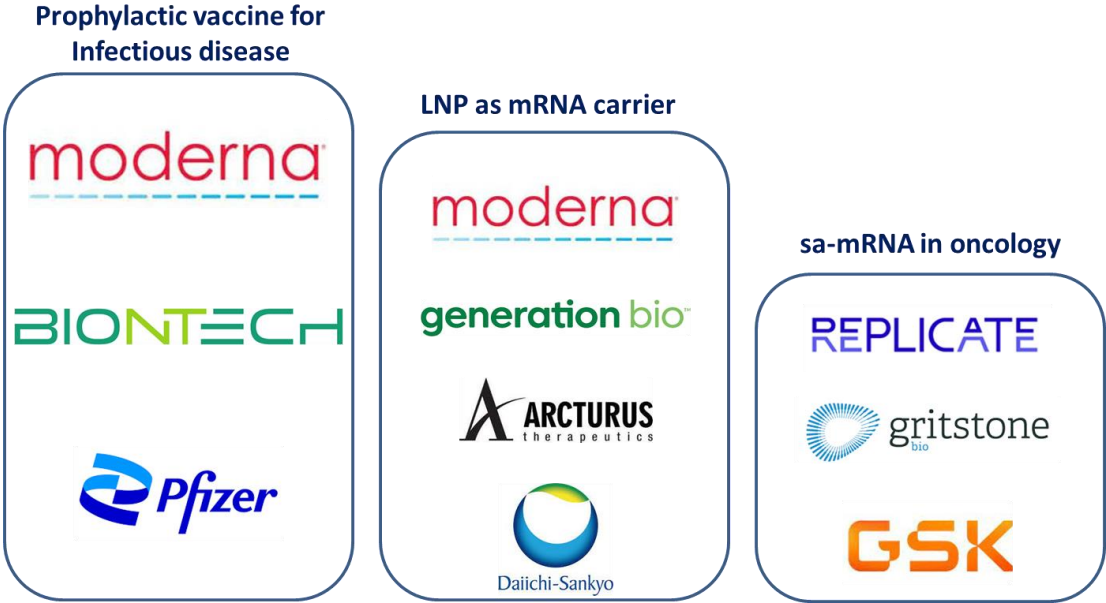 Prophylactic vaccine for
Infectious disease
moderna
BIONTECH
Pfizer
LNP as mRNA carrier
moderna
generation bio™
ARCTURUS
therapeutics
Daiichi-Sankyo
sa-mRNA in oncology
REPLICATE
gritstone
bio
GSK